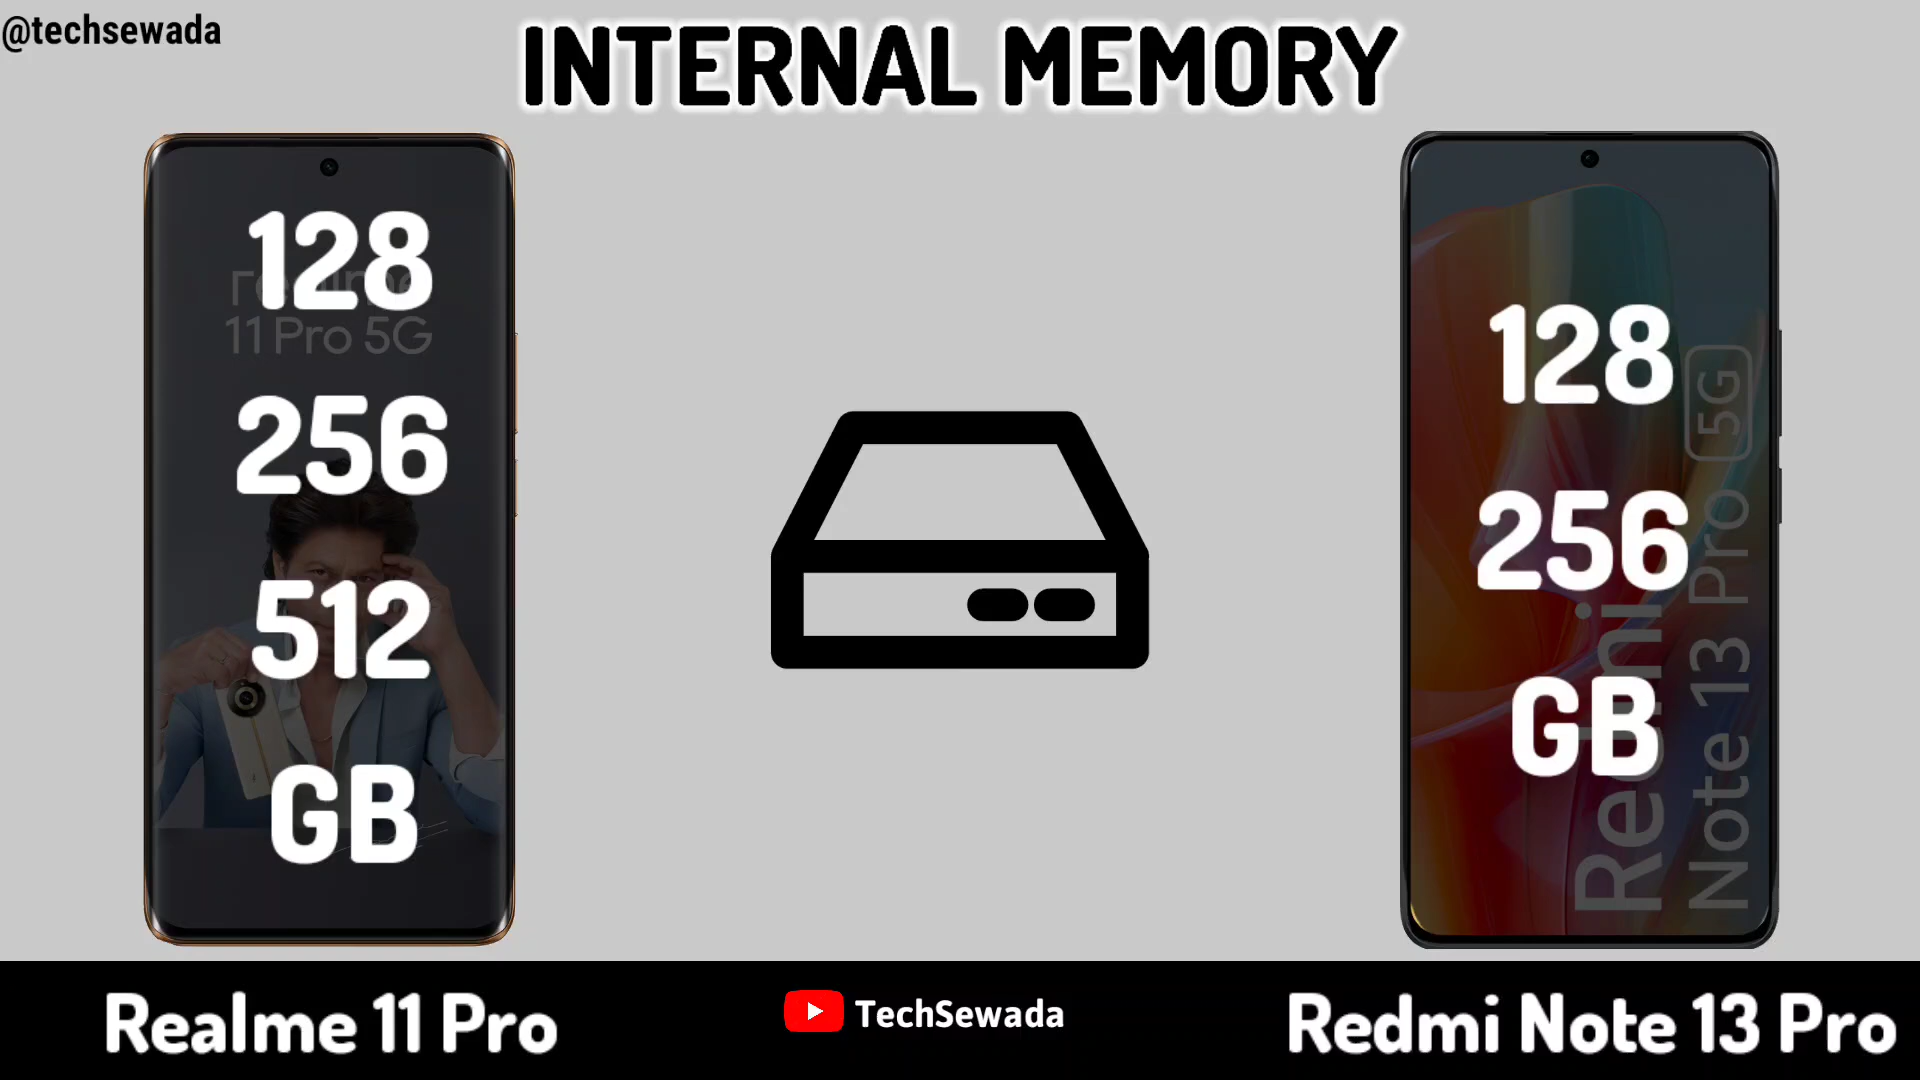 @techsewada
INTERNAL MEMORY
128
realme
11 Pro 5G
256
512
GB
128
256
GB
Redmi
Note 13 Pro 5G
Realme 11 Pro
TechSewada
Redmi Note 13 Pro